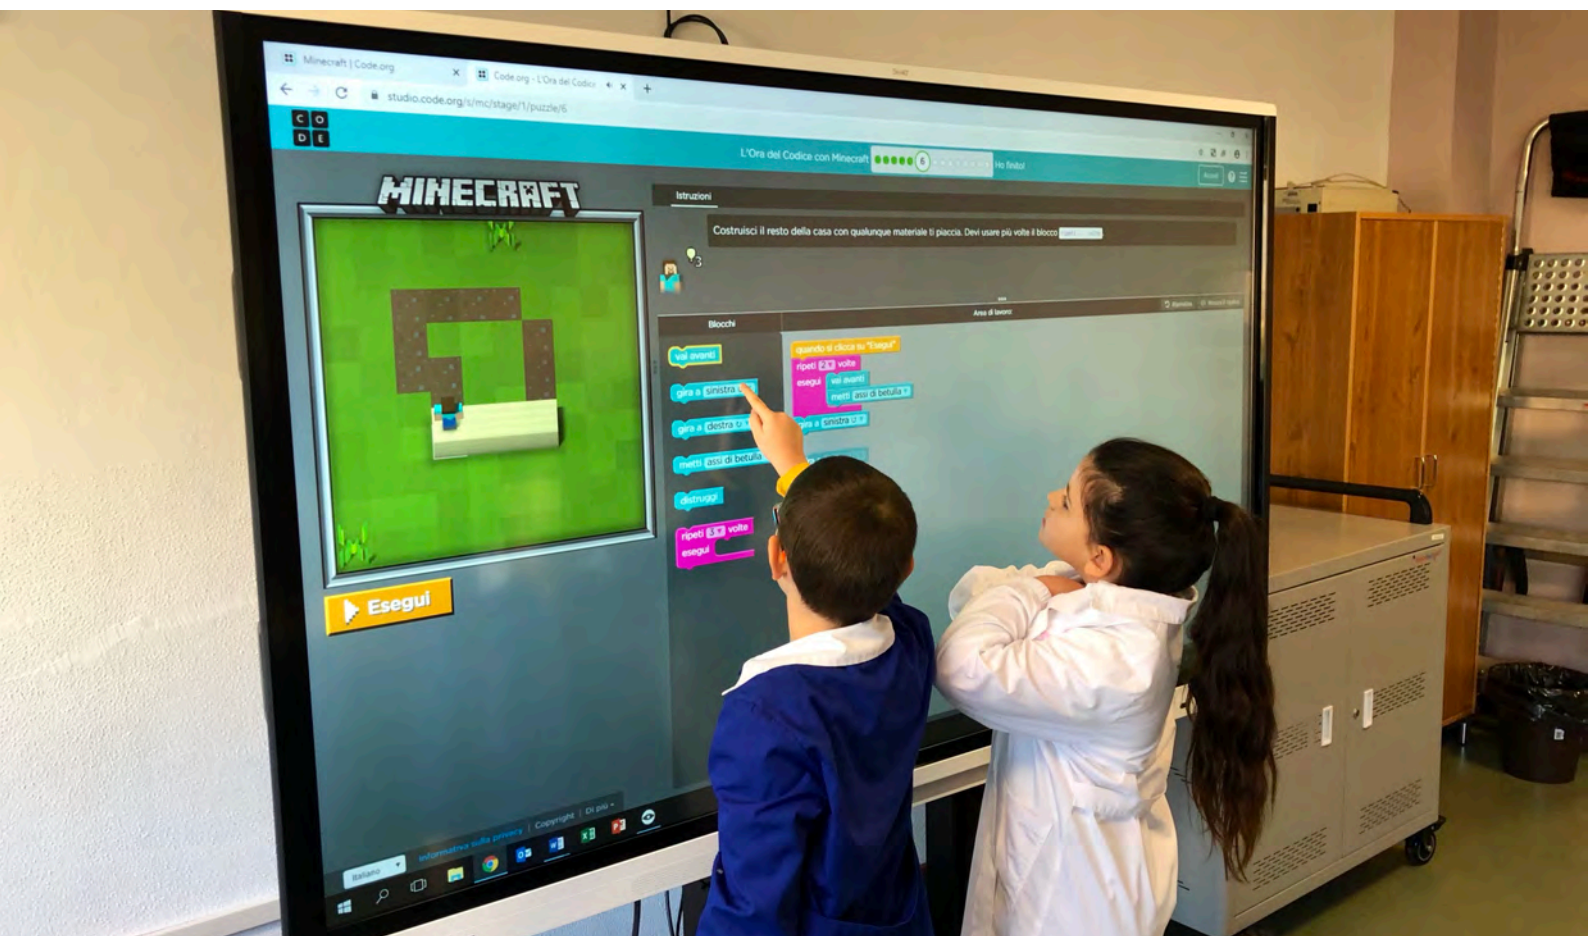 Minecraft | Code.org
Code.org - L'Ora del Codice
studio.code.org/s/mc/stage/1/puzzle/6
CODE
L'Ora del Codice con Minecraft
6
Ho finito!
MINECRAFT
Istruzioni
Costruisci il resto della casa con qualunque materiale ti piaccia. Devi usare più volte il blocco
3
Blocchi
Area di lavoro
vai avanti
gira a sinistra
gira a destra
metti assi di betulla
distruggi
ripeti volte
esegui
quando si clicca su "Esegui"
ripeti 2 volte
esegui vai avanti
metti assi di betulla
gira a sinistra
Esegui
Informativa sulla privacy | Copyright | Di più
Italiano